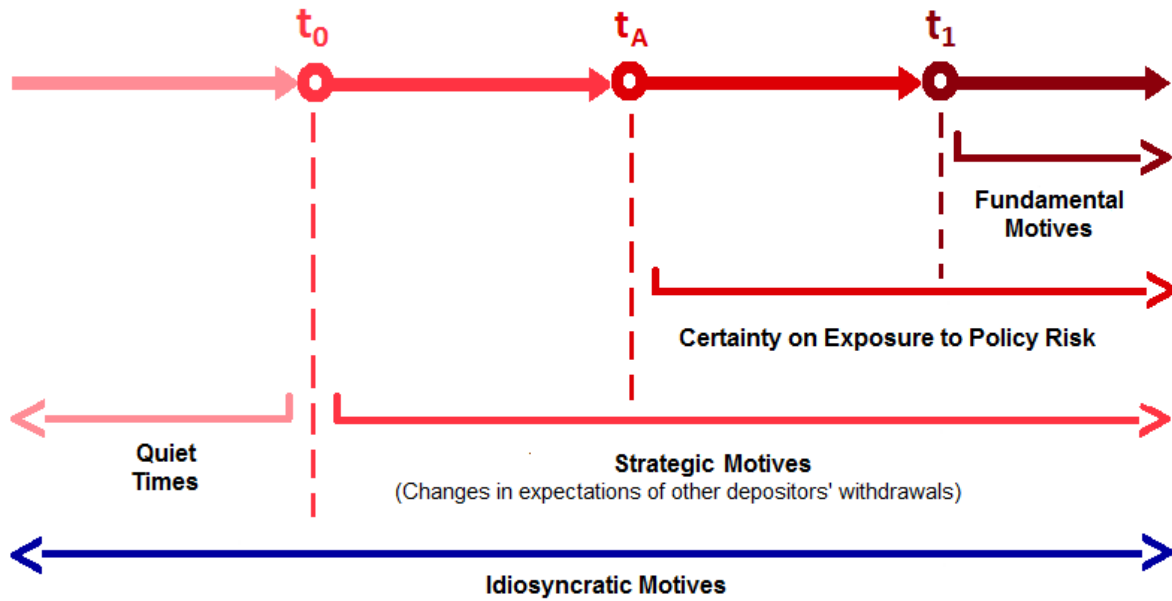 t0
tA
t1
Fundamental
Motives
Certainty on Exposure to Policy Risk
Quiet
Times
Strategic Motives
(Changes in expectations of other depositors' withdrawals)
Idiosyncratic Motives